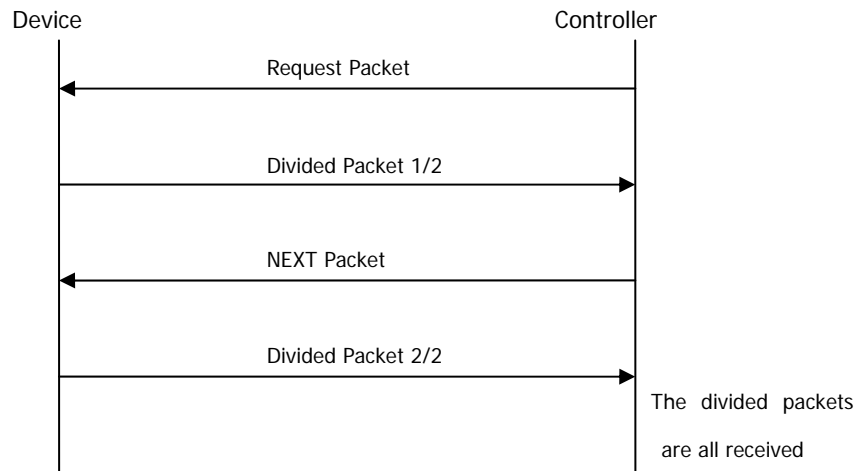 Device
Controller
Request Packet
Divided Packet 1/2
NEXT Packet
Divided Packet 2/2
The divided packets
are all received